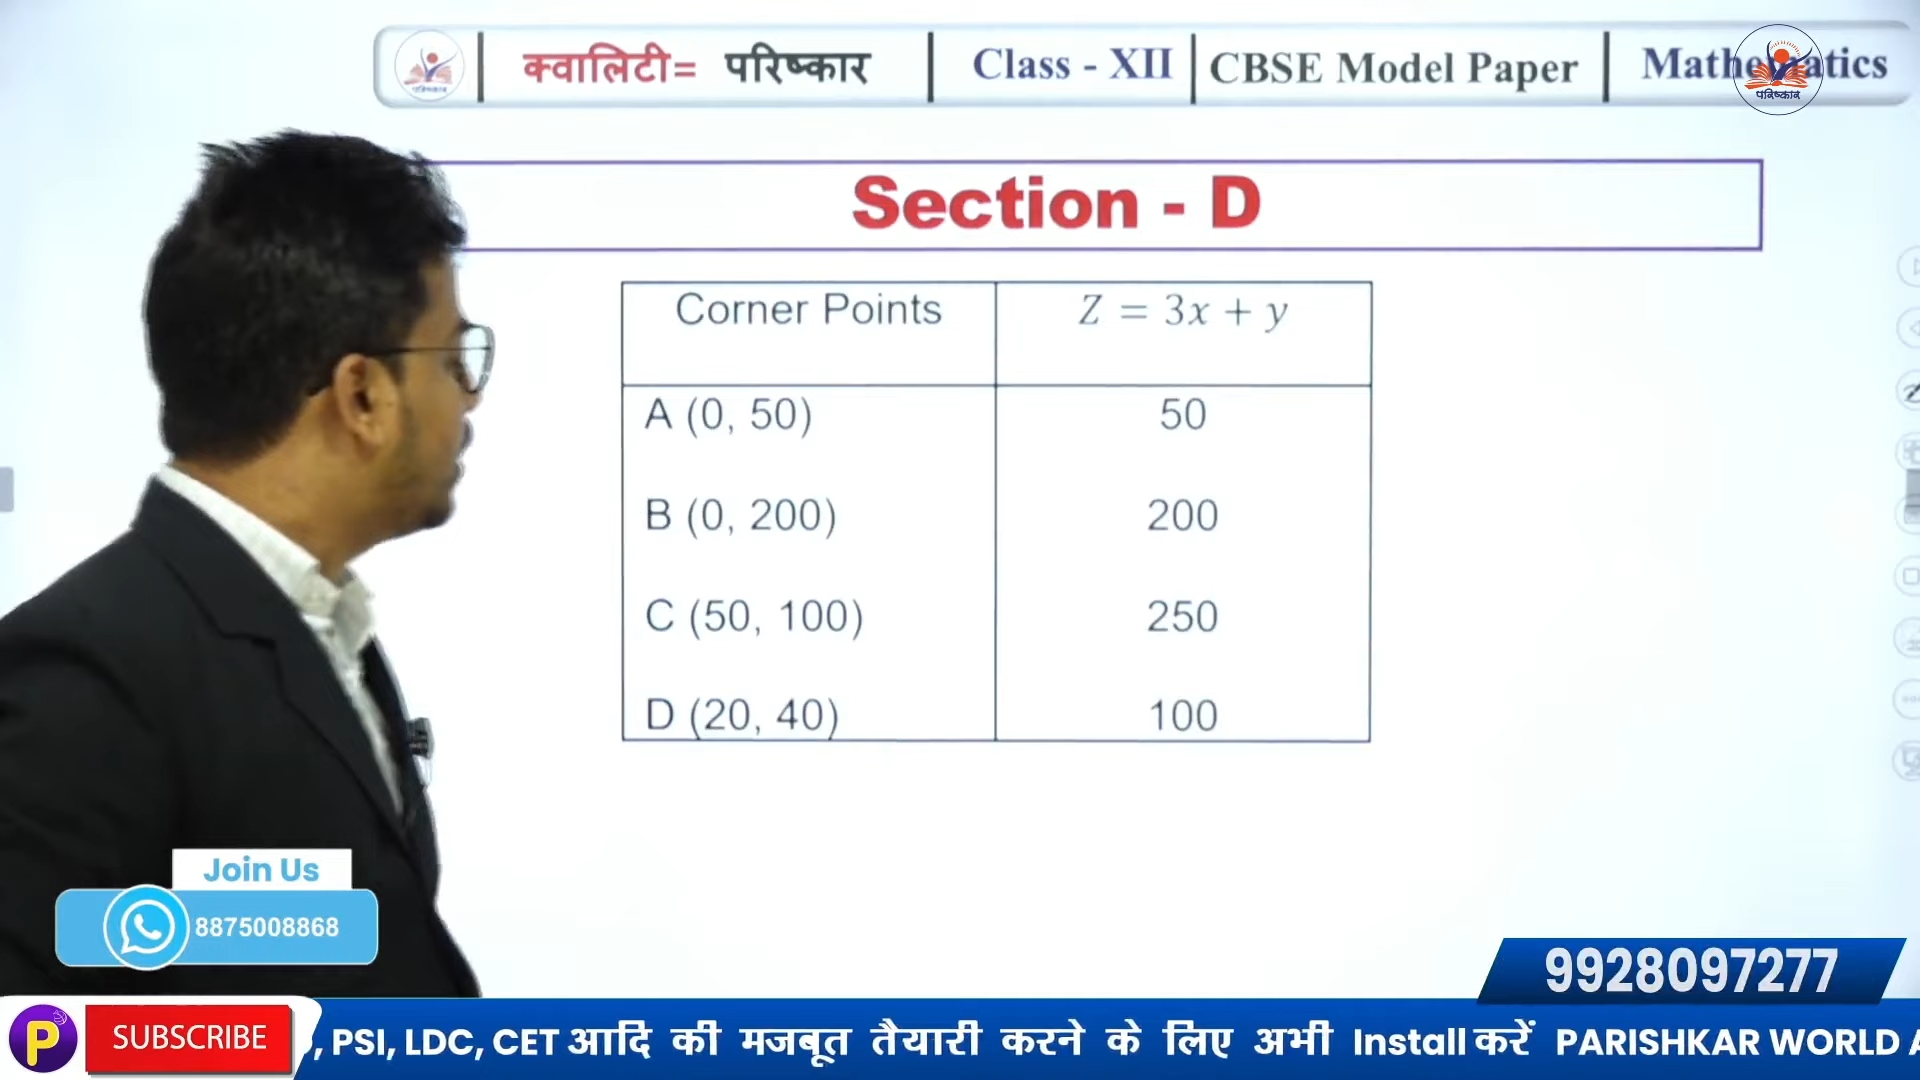 क्वालिटी= परिष्कार Class - XII CBSE Model Paper Mathematics
परिष्कार
Section - D
Corner Points Z = 3x + y
A (0, 50) 50
B (0, 200) 200
C (50, 100) 250
D (20, 40) 100
Join Us
8875008868
9928097277
P SUBSCRIBE , PSI, LDC, CET आदि की मजबूत तैयारी करने के लिए अभी Install करें PARISHKAR WORLD A